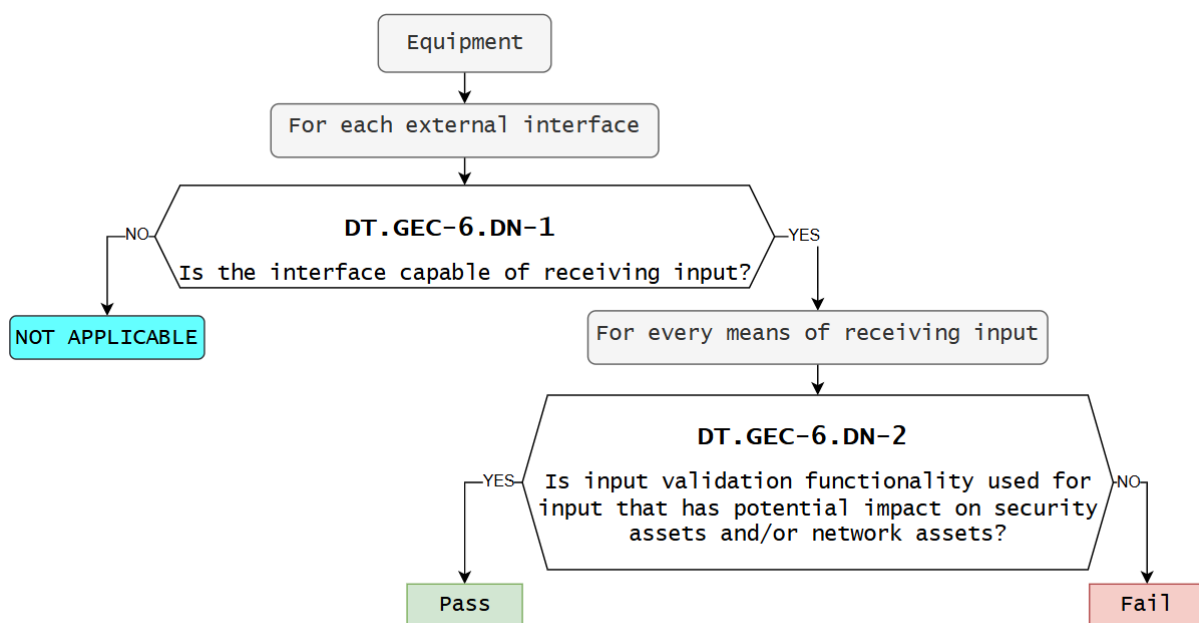 Equipment
For each external interface
DT.GEC-6.DN-1
NO
YES
Is the interface capable of receiving input?
NOT APPLICABLE
For every means of receiving input
DT.GEC-6.DN-2
YES
Is input validation functionality used for
NO
input that has potential impact on security
assets and/or network assets?
Pass
Fail